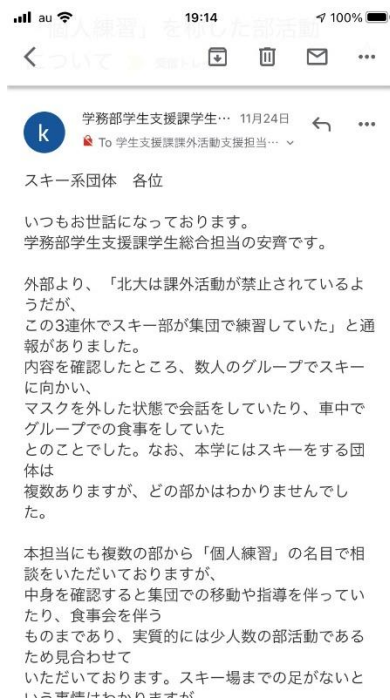 au 19:14 100%
「個人練習」を称した部活動
について
k
学務部学生支援課学生… 11月24日
To 学生支援課課外活動支援担当…
スキー系団体 各位
いつもお世話になっております。
学務部学生支援課学生総合担当の安齊です。
外部より、「北大は課外活動が禁止されているよ
うだが、
この3連休でスキー部が集団で練習していた」と通
報がありました。
内容を確認したところ、数人のグループでスキー
に向かい、
マスクを外した状態で会話をしていたり、車中で
グループでの食事をしていた
とのことでした。なお、本学にはスキーをする団
体は
複数ありますが、どの部かはわかりませんでし
た。
本担当にも複数の部から「個人練習」の名目で相
談をいただいておりますが、
中身を確認すると集団での移動や指導を伴ってい
たり、食事会を伴う
ものまであり、実質的には少人数の部活動である
ため見合わせて
いただいております。スキー場までの足がないと
いう事情はわかりますが、